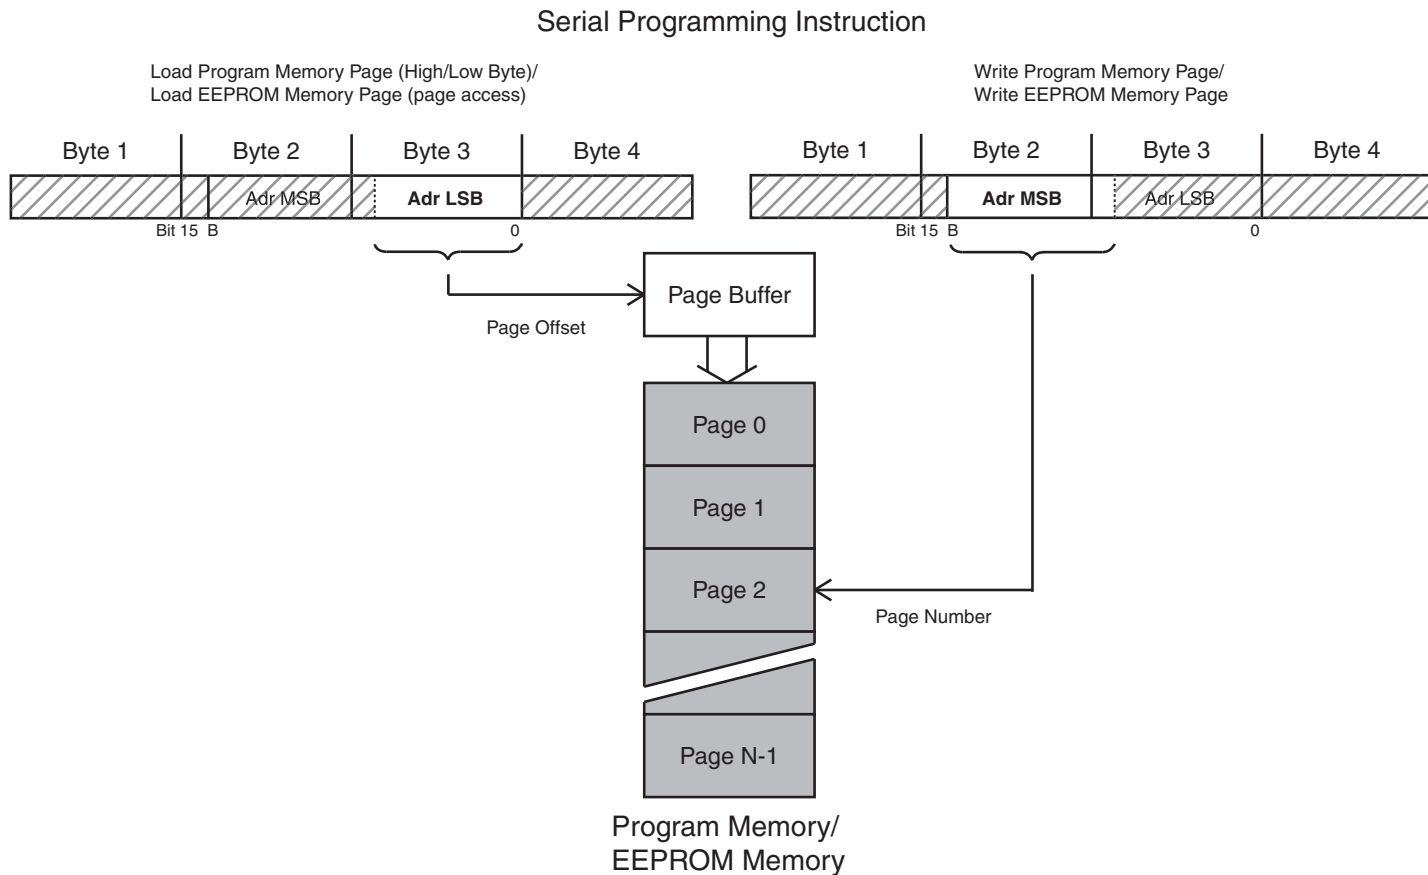 Serial Programming Instruction
Load Program Memory Page (High/Low Byte)/
Load EEPROM Memory Page (page access)
Write Program Memory Page/
Write EEPROM Memory Page
Byte 1 Byte 2 Byte 3 Byte 4
Adr MSB Adr LSB
Bit 15 B 0
Byte 1 Byte 2 Byte 3 Byte 4
Adr MSB Adr LSB
Bit 15 B 0
Page Buffer
Page Offset
Page 0
Page 1
Page 2
Page Number
Page N-1
Program Memory/
EEPROM Memory